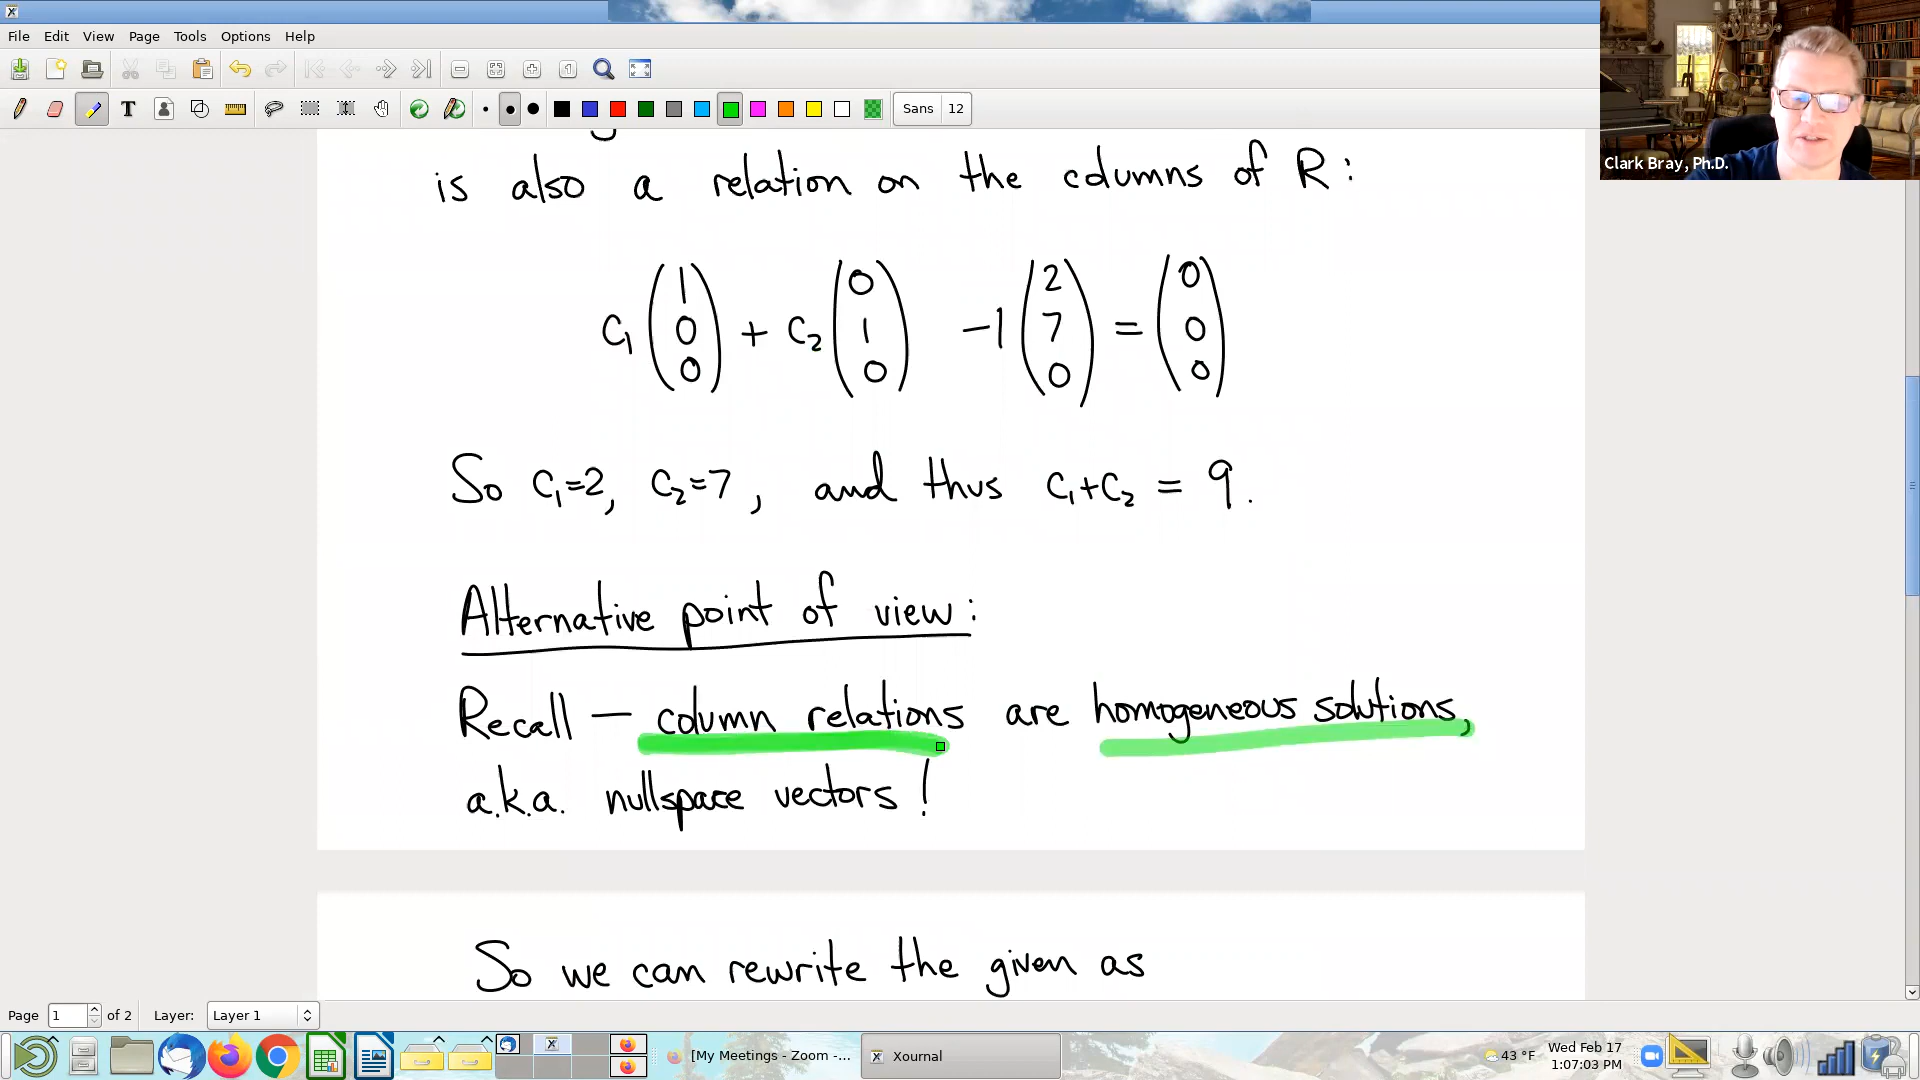 File Edit View Page Tools Options Help
Sans 12
Clark Bray, Ph.D.
is also a relation on the columns of R:
c₁ (1 0 0) + c₂ (0 1 0) −1 (2 7 0) = (0 0 0)
So c₁=2, c₂=7, and thus c₁+c₂ = 9.
Alternative point of view:
Recall — column relations are homogeneous solutions,
a.k.a. nullspace vectors!
So we can rewrite the given as
Page 1 of 2 Layer: Layer 1
[My Meetings - Zoom -... Xournal 43 °F Wed Feb 17
1:07:03 PM